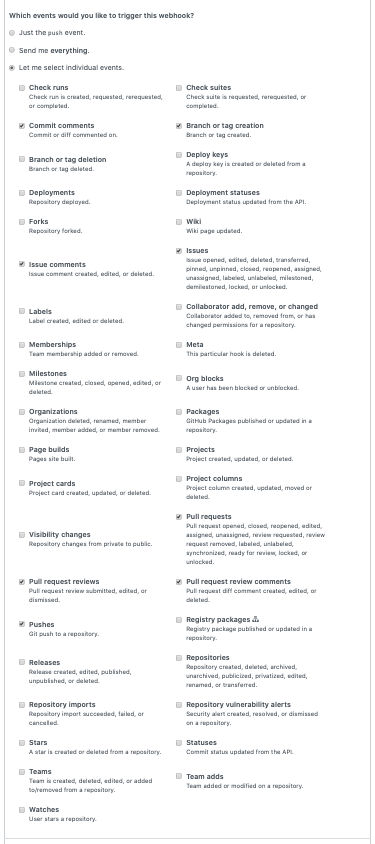 Which events would you like to trigger this webhook?
Just the push event.
Send me everything.
Let me select individual events.
Check runs
Check run is created, requested, rerequested,
or completed.
Check suites
Check suite is requested, rerequested, or
completed.
Commit comments
Commit or diff commented on.
Branch or tag creation
Branch or tag created.
Branch or tag deletion
Branch or tag deleted.
Deploy keys
A deploy key is created or deleted from a
repository.
Deployments
Repository deployed.
Deployment statuses
Deployment status updated from the API.
Forks
Repository forked.
Wiki
Wiki page updated.
Issue comments
Issue comment created, edited, or deleted.
Issues
Issue opened, edited, deleted, transferred,
pinned, unpinned, closed, reopened, assigned,
unassigned, labeled, unlabeled, milestoned,
demilestoned, locked, or unlocked.
Labels
Label created, edited or deleted.
Collaborator add, remove, or changed
Collaborator added to, removed from, or has
changed permissions for a repository.
Memberships
Team membership added or removed.
Meta
This particular hook is deleted.
Milestones
Milestone created, closed, opened, edited, or
deleted.
Org blocks
A user has been blocked or unblocked.
Organizations
Organization deleted, renamed, member
invited, member added, or member removed.
Packages
GitHub Packages published or updated in a
repository.
Page builds
Pages site built.
Projects
Project created, updated, or deleted.
Project cards
Project card created, updated, or deleted.
Project columns
Project column created, updated, moved or
deleted.
Visibility changes
Repository changes from private to public.
Pull requests
Pull request opened, closed, reopened, edited,
assigned, unassigned, review requested, review
request removed, labeled, unlabeled,
synchronized, ready for review, locked, or
unlocked.
Pull request reviews
Pull request review submitted, edited, or
dismissed.
Pull request review comments
Pull request diff comment created, edited, or
deleted.
Pushes
Git push to a repository.
Registry packages
Registry package published or updated in a
repository.
Releases
Release created, edited, published,
unpublished, or deleted.
Repositories
Repository created, deleted, archived,
unarchived, publicized, privatized, edited,
renamed, or transferred.
Repository imports
Repository import succeeded, failed, or
cancelled.
Repository vulnerability alerts
Security alert created, resolved, or dismissed
on a repository.
Stars
A star is created or deleted from a repository.
Statuses
Commit status updated from the API.
Teams
Team is created, deleted, edited, or added
to/removed from a repository.
Team adds
Team added or modified on a repository.
Watches
User stars a repository.